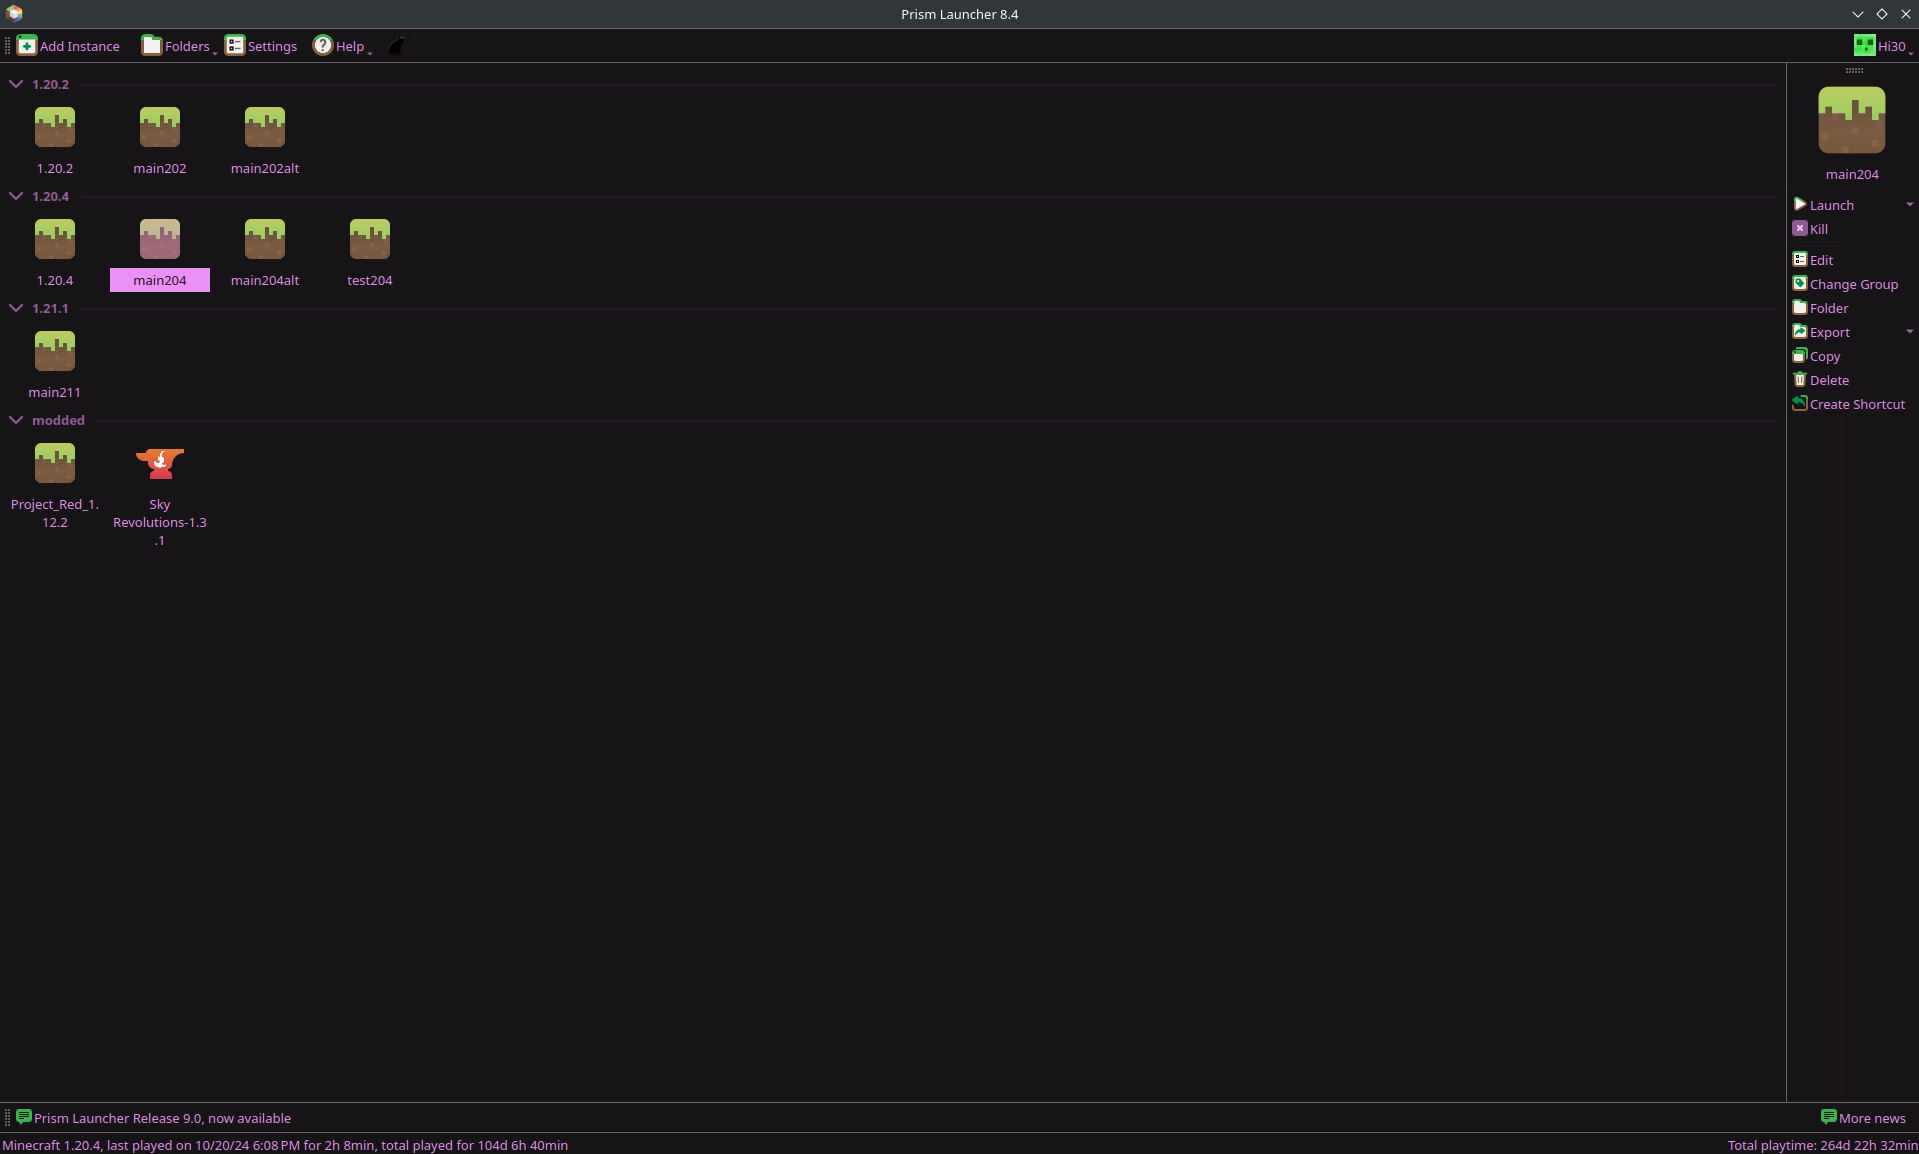 Prism Launcher 8.4
Add Instance Folders Settings Help Hi30
1.20.2
1.20.2 main202 main202alt
1.20.4
1.20.4 main204 main204alt test204
1.21.1
main211
modded
Project_Red_1.
12.2
Sky
Revolutions-1.3
.1
main204
Launch
Kill
Edit
Change Group
Folder
Export
Copy
Delete
Create Shortcut
Prism Launcher Release 9.0, now available More news
Minecraft 1.20.4, last played on 10/20/24 6:08 PM for 2h 8min, total played for 104d 6h 40min Total playtime: 264d 22h 32min